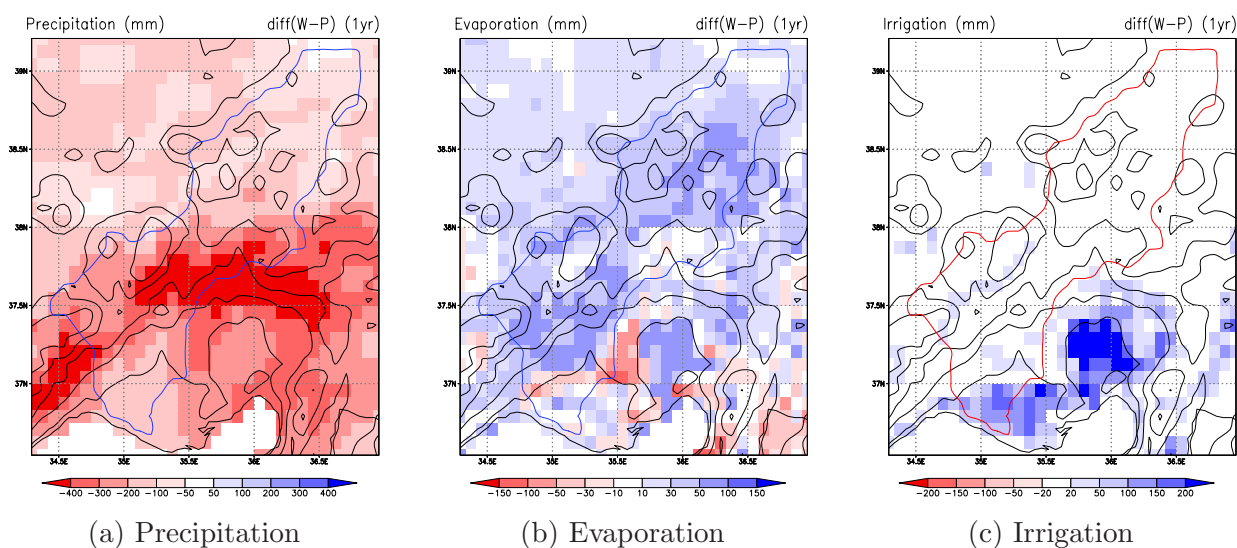 Precipitation (mm) diff(W−P) (1yr)
39N
38.5N
38N
37.5N
37N
34.5E 35E 35.5E 36E 36.5E
−400 −300 −200 −100 −50 50 100 200 300 400
(a) Precipitation
Evaporation (mm) diff(W−P) (1yr)
39N
38.5N
38N
37.5N
37N
34.5E 35E 35.5E 36E 36.5E
−150 −100 −50 −30 −10 10 30 50 100 150
(b) Evaporation
Irrigation (mm) diff(W−P) (1yr)
39N
38.5N
38N
37.5N
37N
34.5E 35E 35.5E 36E 36.5E
−200 −150 −100 −50 −20 20 50 100 150 200
(c) Irrigation